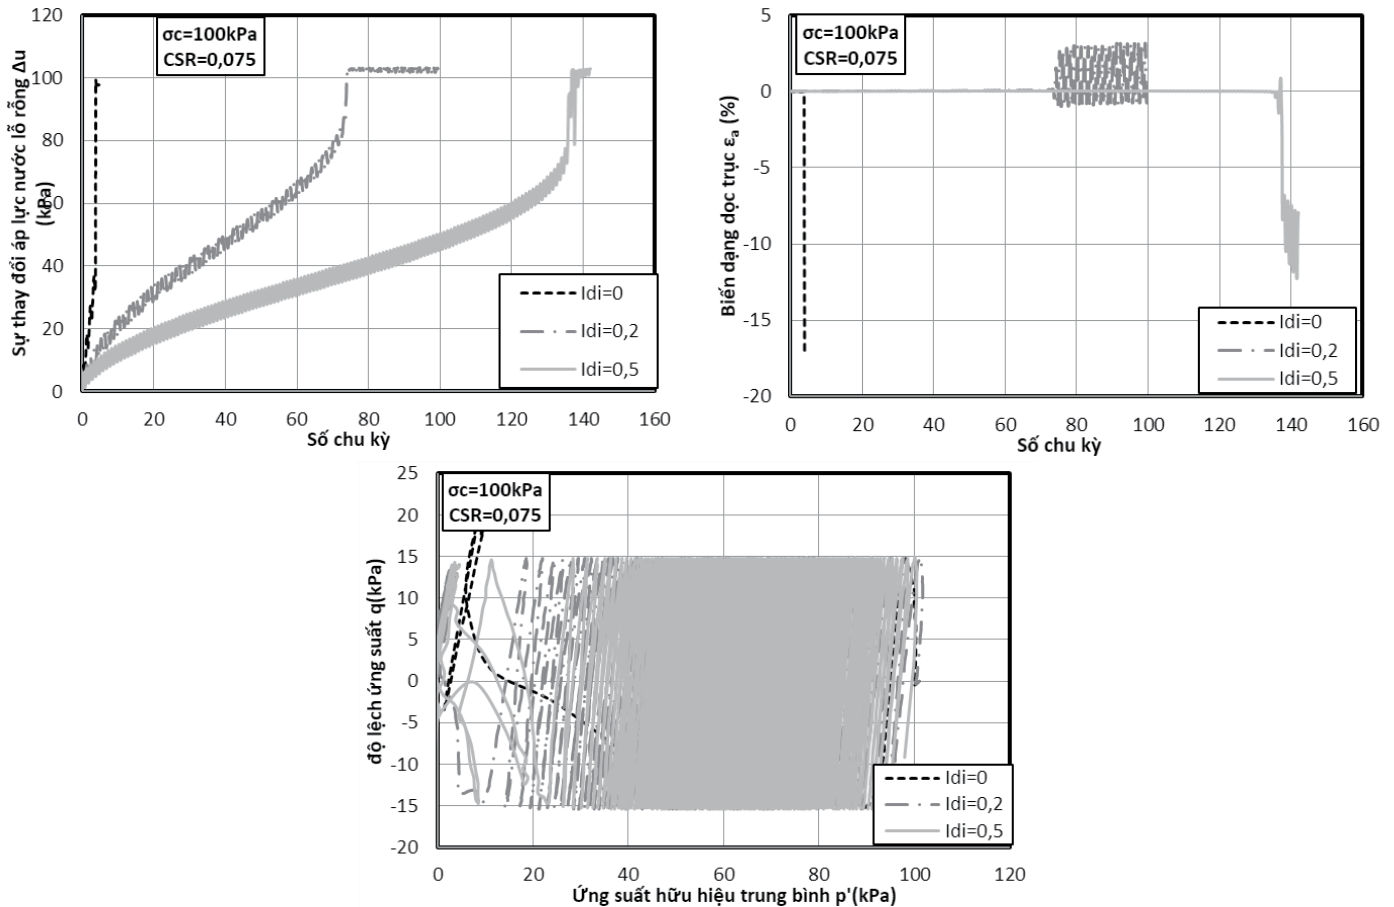 Sự thay đổi áp lực nước lỗ rỗng Δu
(kPa)
120
100
80
60
40
20
0
σc=100kPa
CSR=0,075
Idi=0
Idi=0,2
Idi=0,5
0 20 40 60 80 100 120 140 160
Số chu kỳ
Biến dạng dọc trục εa (%)
5
0
-5
-10
-15
-20
σc=100kPa
CSR=0,075
Idi=0
Idi=0,2
Idi=0,5
0 20 40 60 80 100 120 140 160
Số chu kỳ
độ lệch ứng suất q(kPa)
25
20
15
10
5
0
-5
-10
-15
-20
σc=100kPa
CSR=0,075
Idi=0
Idi=0,2
Idi=0,5
0 20 40 60 80 100 120
Ứng suất hữu hiệu trung bình p'(kPa)